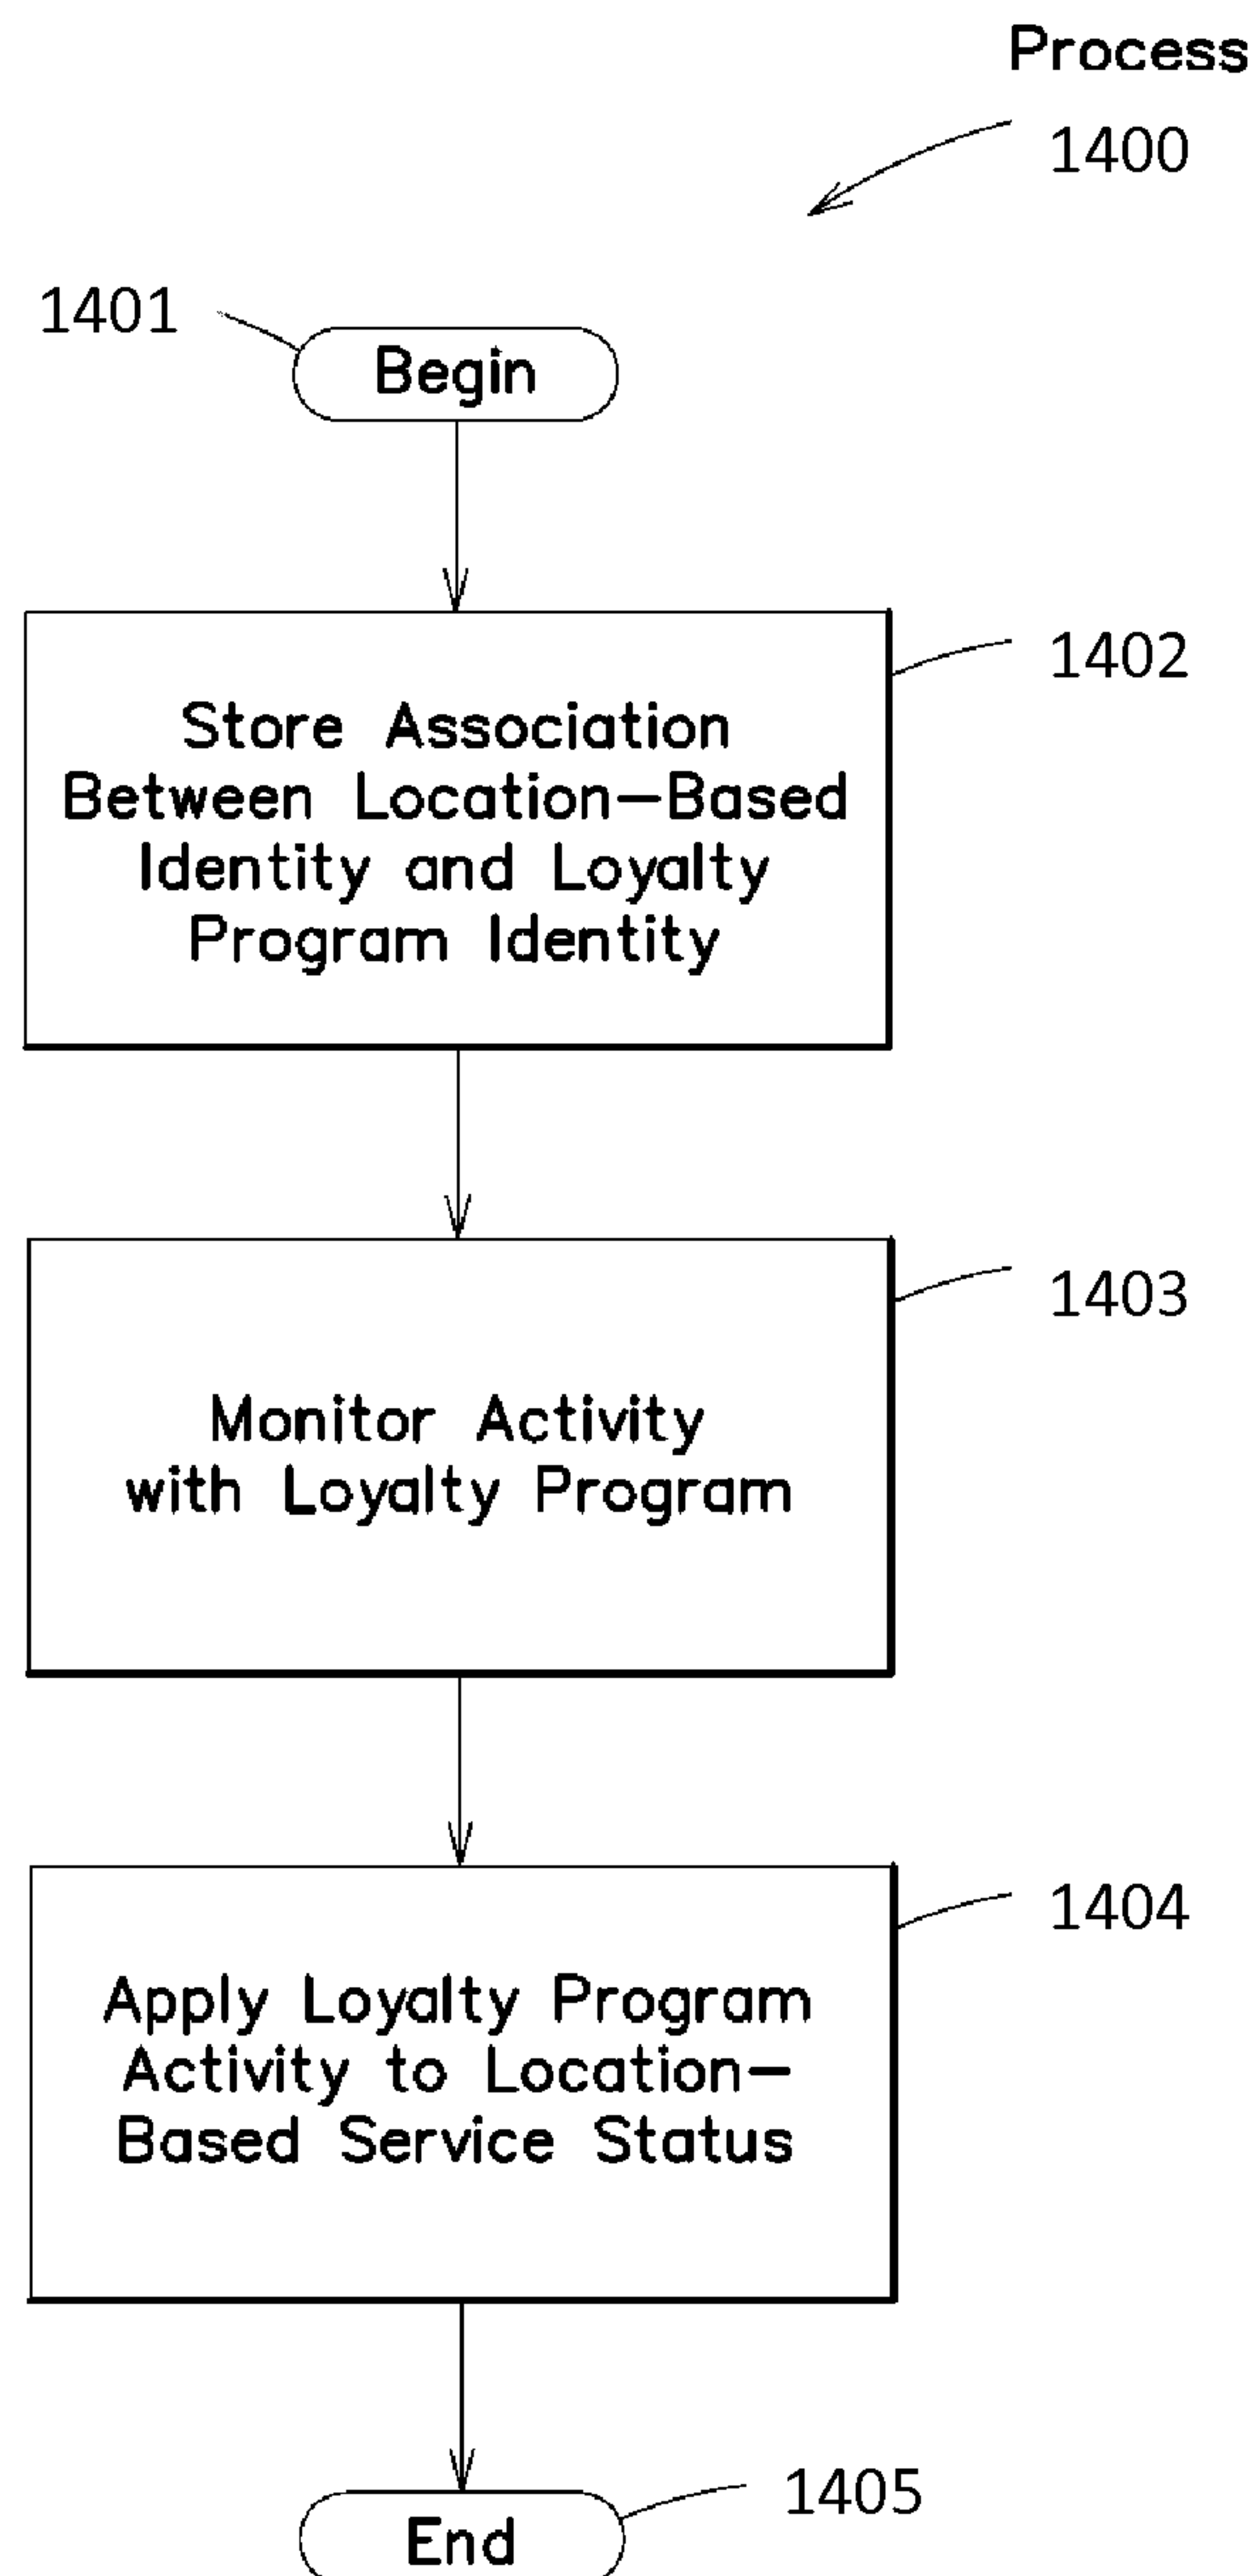 Process
1400
1401
Begin
1402
Store Association
Between Location-Based
Identity and Loyalty
Program Identity
1403
Monitor Activity
with Loyalty Program
1404
Apply Loyalty Program
Activity to Location-
Based Service Status
1405
End